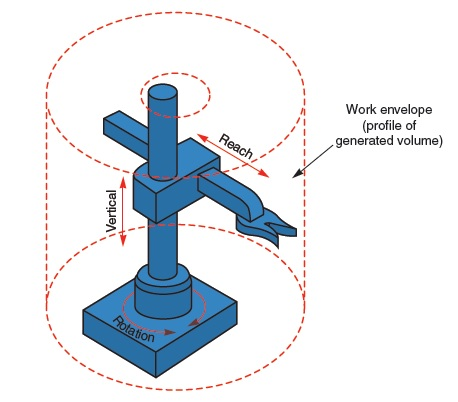 Work envelope
(profile of
generated volume)
Reach
Vertical
Rotation